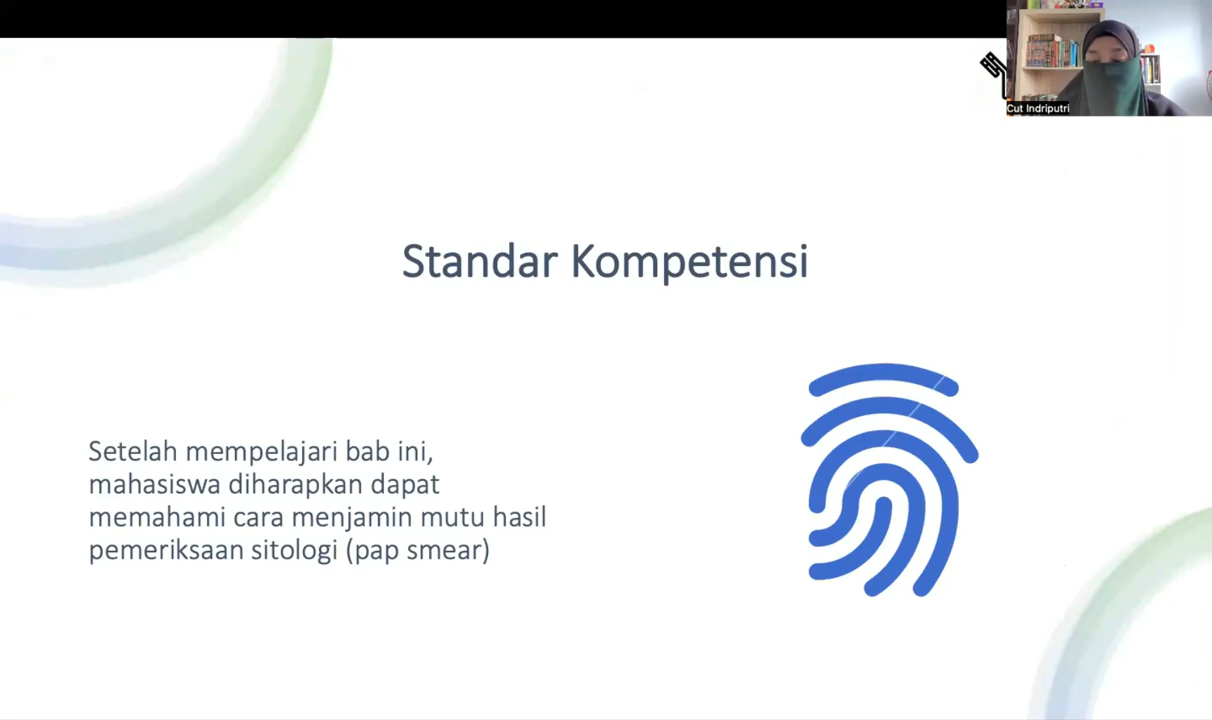 Cut Indriputri
Standar Kompetensi
Setelah mempelajari bab ini,
mahasiswa diharapkan dapat
memahami cara menjamin mutu hasil
pemeriksaan sitologi (pap smear)